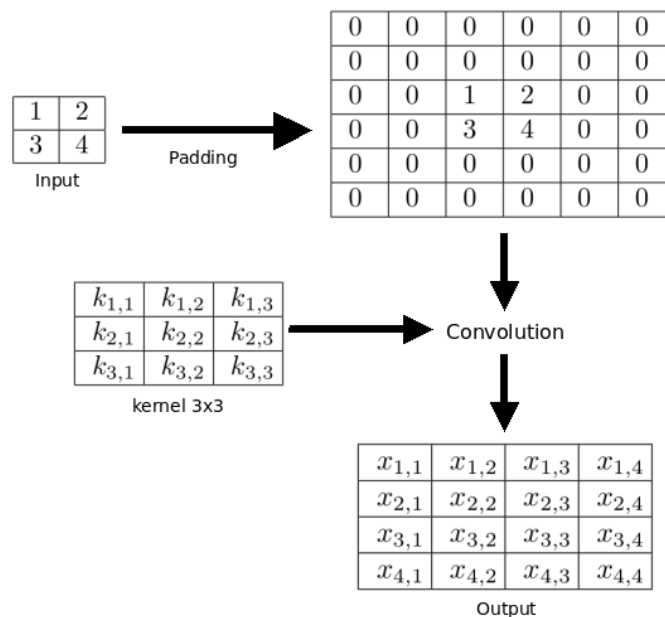 0 0 0 0 0 0
0 0 0 0 0 0
0 0 1 2 0 0
0 0 3 4 0 0
0 0 0 0 0 0
0 0 0 0 0 0
1 2
3 4
Input
Padding
k1,1 k1,2 k1,3
k2,1 k2,2 k2,3
k3,1 k3,2 k3,3
kernel 3x3
Convolution
x1,1 x1,2 x1,3 x1,4
x2,1 x2,2 x2,3 x2,4
x3,1 x3,2 x3,3 x3,4
x4,1 x4,2 x4,3 x4,4
Output